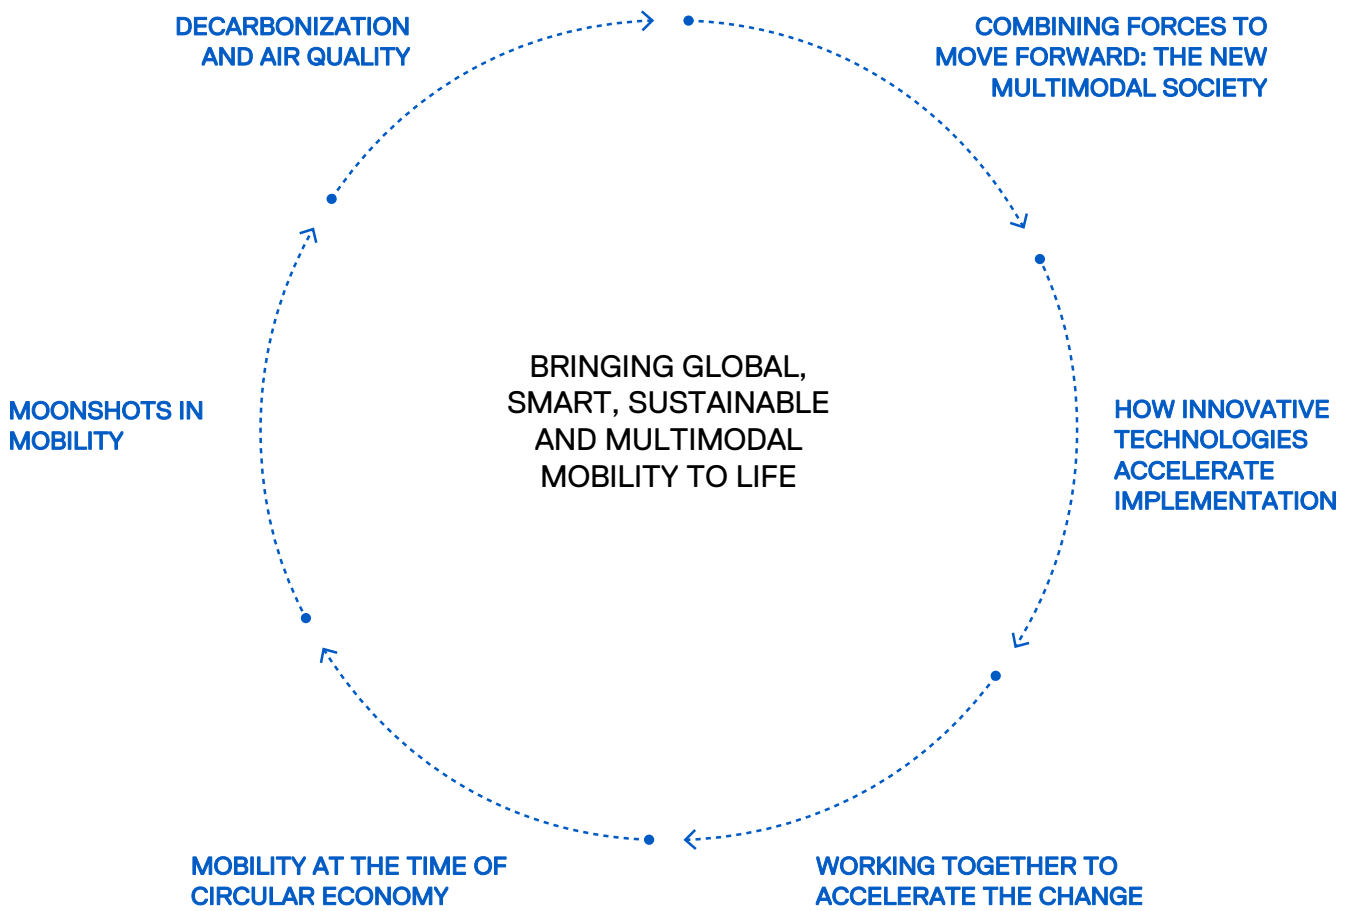 DECARBONIZATION
AND AIR QUALITY
COMBINING FORCES TO
MOVE FORWARD: THE NEW
MULTIMODAL SOCIETY
BRINGING GLOBAL,
SMART, SUSTAINABLE
AND MULTIMODAL
MOBILITY TO LIFE
MOONSHOTS IN
MOBILITY
HOW INNOVATIVE
TECHNOLOGIES
ACCELERATE
IMPLEMENTATION
MOBILITY AT THE TIME OF
CIRCULAR ECONOMY
WORKING TOGETHER TO
ACCELERATE THE CHANGE